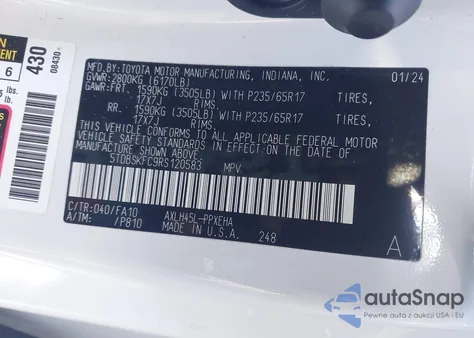 430
08430
6
MFD.BY:TOYOTA MOTOR MANUFACTURING, INDIANA, INC. 01/24
GVWR:2800KG (6170LB)
GAWR:FRT. 1590KG (3505LB) WITH P235/65R17 TIRES,
17X7J RIMS.
RR. 1590KG (3505LB) WITH P235/65R17 TIRES,
17X7J RIMS.
THIS VEHICLE CONFORMS TO ALL APPLICABLE FEDERAL MOTOR
VEHICLE SAFETY STANDARDS IN EFFECT ON THE DATE OF
MANUFACTURE SHOWN ABOVE.
5TDBSKFC9RS120583 MPV
C/TR:040/FA10 AXLH45L-PPXEHA
A/TM: /P810 MADE IN U.S.A. 248
A
autoSnap
Pewne auta z USA i EU